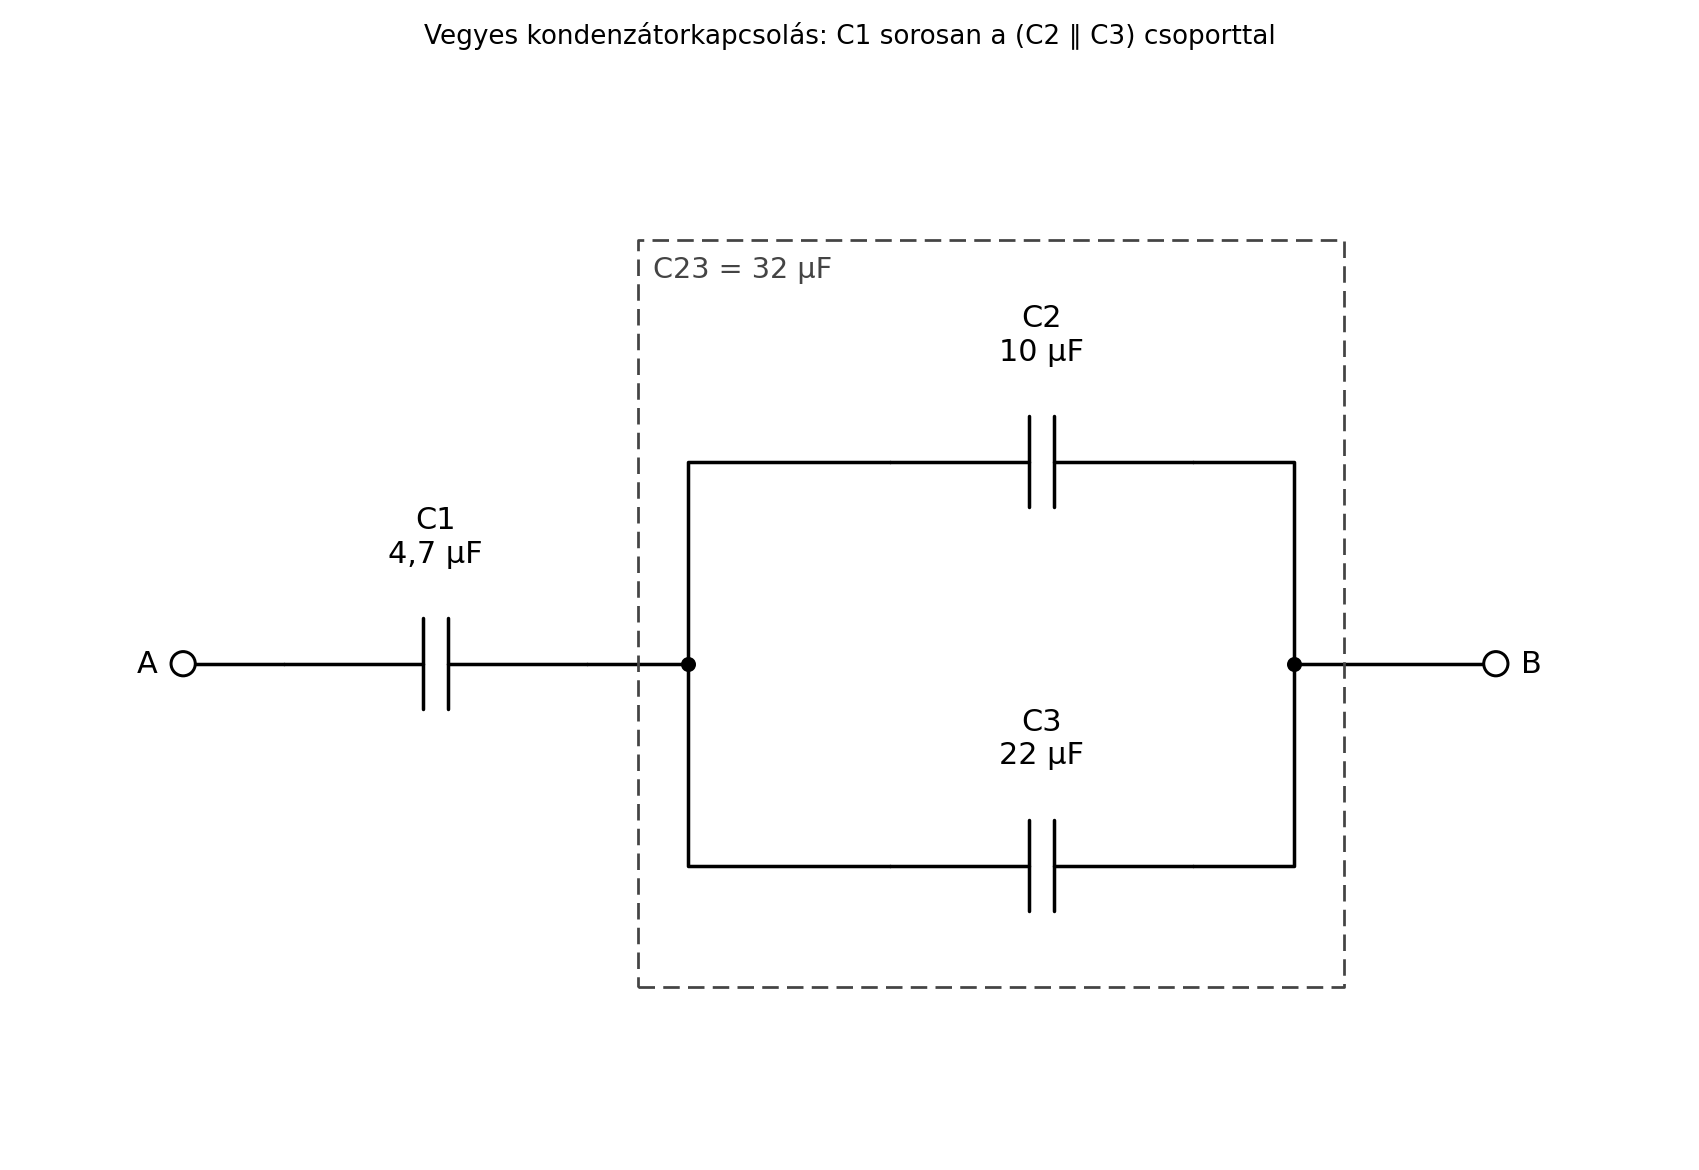 Vegyes kondenzátorkapcsolás: C1 sorosan a (C2 ∥ C3) csoporttal
C23 = 32 µF
C2
10 µF
C1
4,7 µF
A
B
C3
22 µF